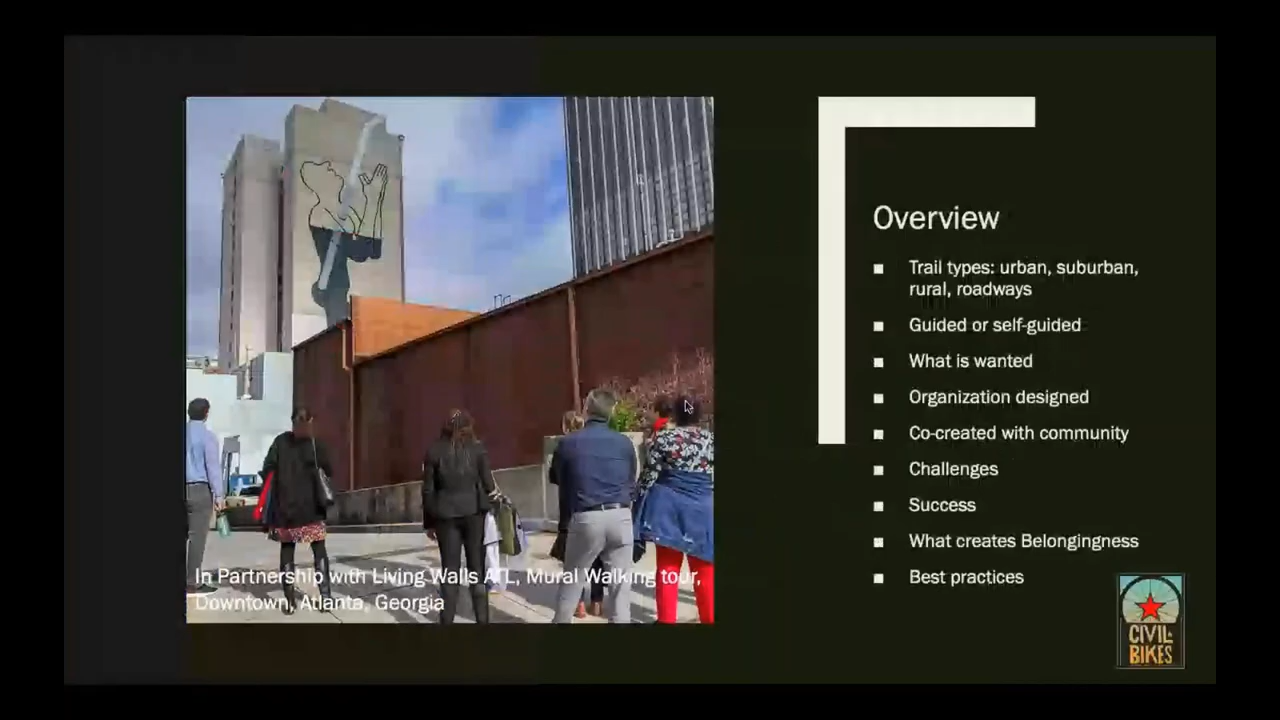 Overview
Trail types: urban, suburban,
rural, roadways
Guided or self-guided
What is wanted
Organization designed
Co-created with community
Challenges
Success
What creates Belongingness
Best practices
In Partnership with Living Walls ATL, Mural Walking tour,
Downtown, Atlanta, Georgia
CIVIL
BIKES